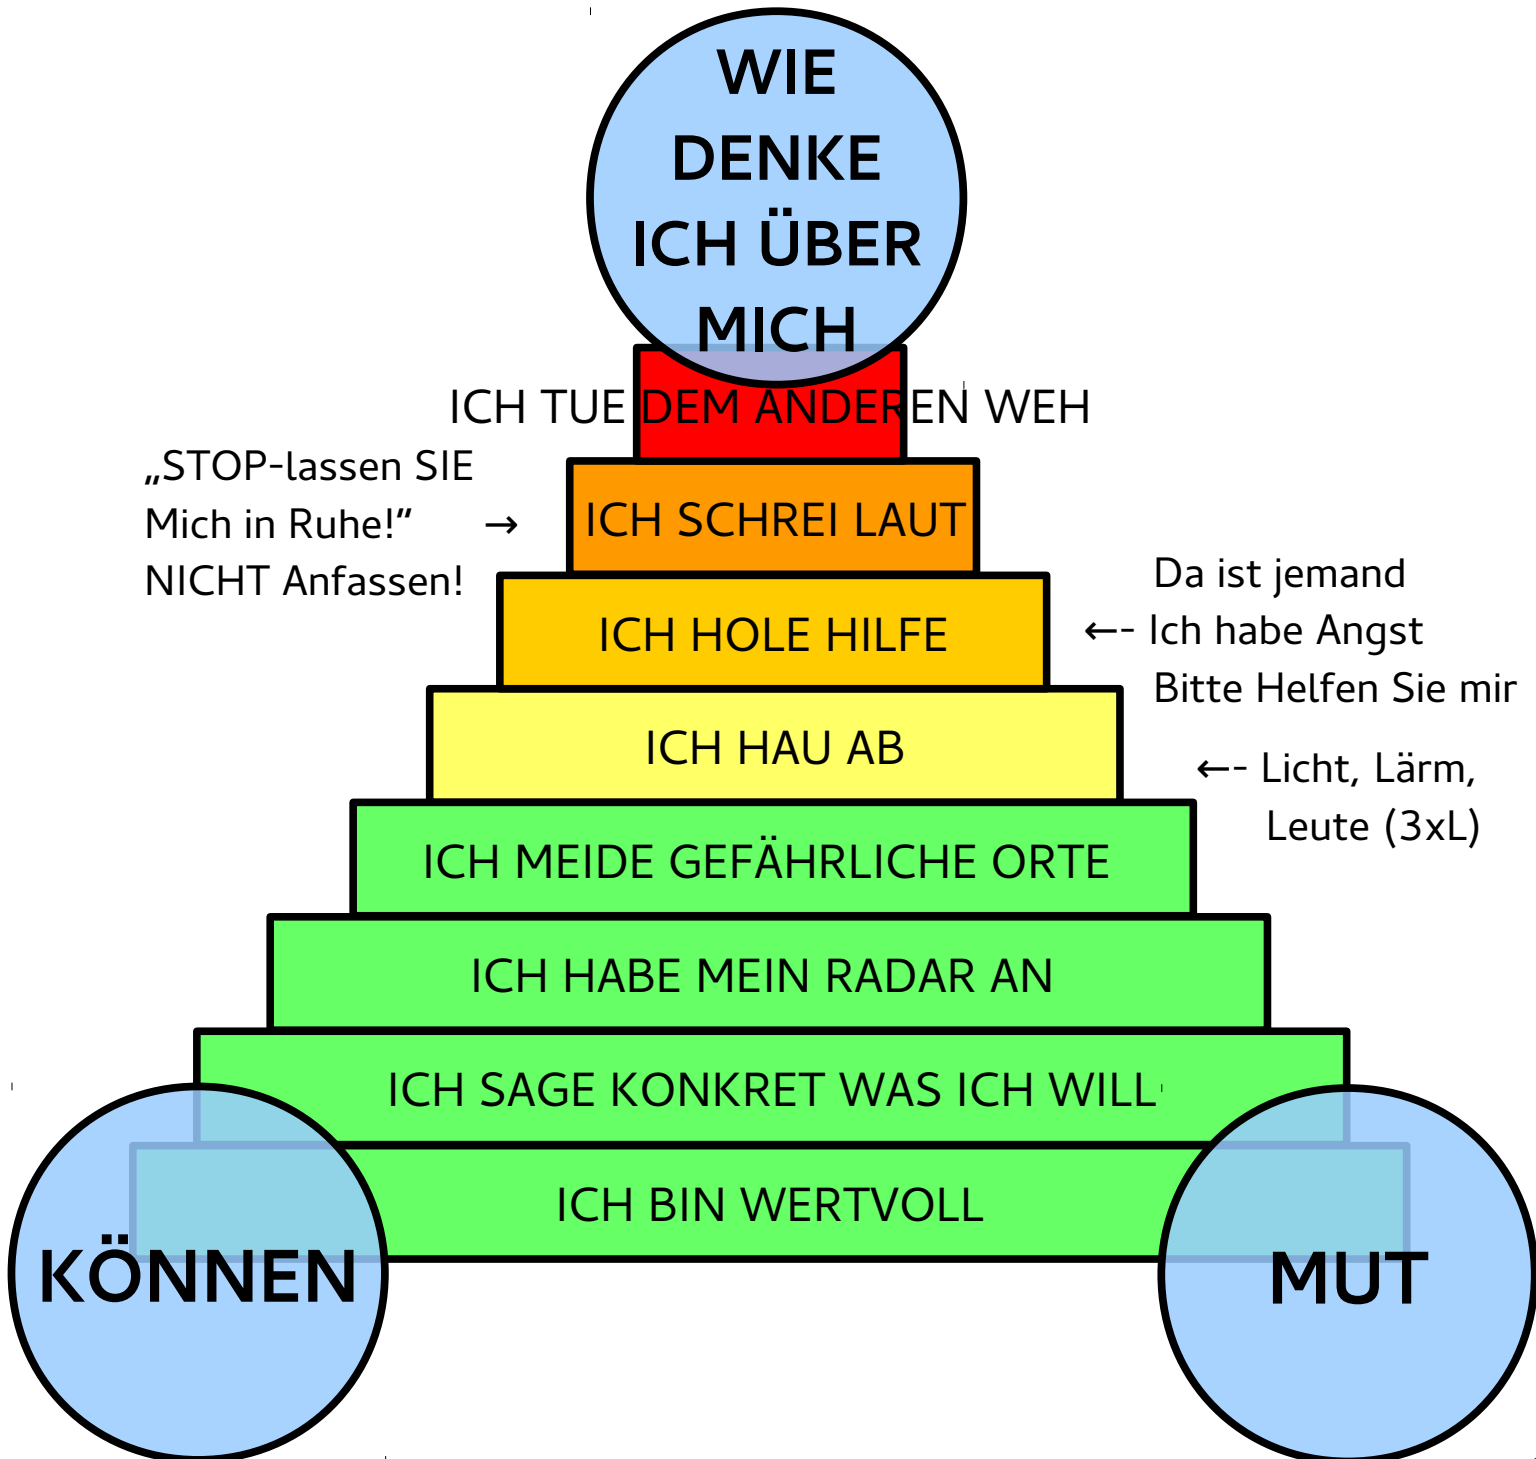 WIE
DENKE
ICH ÜBER
MICH
ICH TUE DEM ANDEREN WEH
„STOP-lassen SIE
Mich in Ruhe!“ →
NICHT Anfassen!
ICH SCHREI LAUT
ICH HOLE HILFE
Da ist jemand
←- Ich habe Angst
Bitte Helfen Sie mir
ICH HAU AB
←- Licht, Lärm,
Leute (3xL)
ICH MEIDE GEFÄHRLICHE ORTE
ICH HABE MEIN RADAR AN
ICH SAGE KONKRET WAS ICH WILL
ICH BIN WERTVOLL
KÖNNEN
MUT